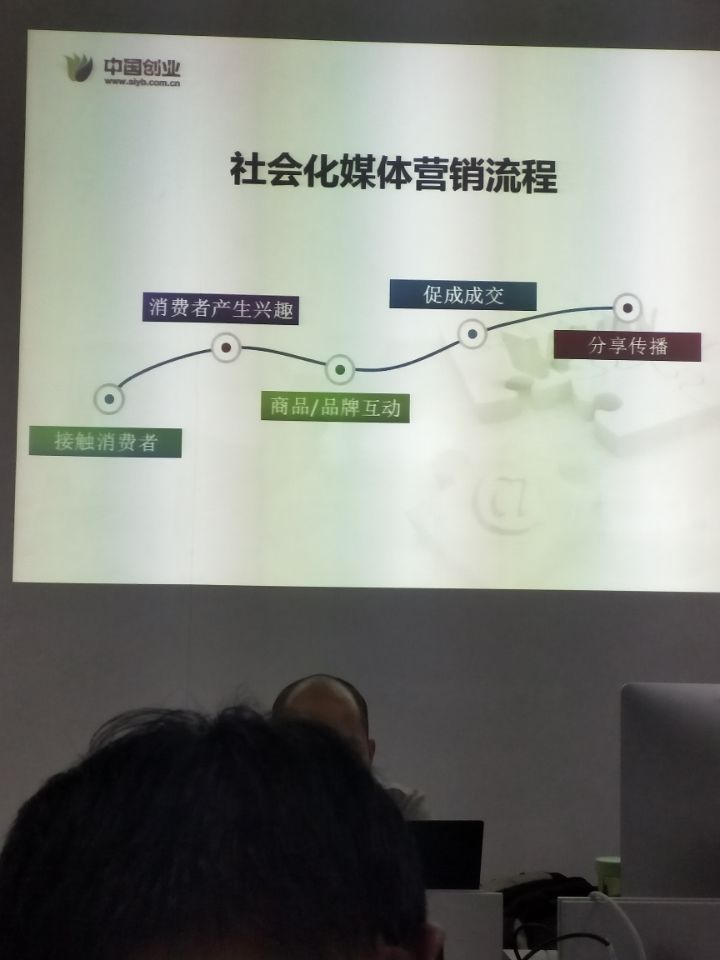 中国创业
www.siyb.com.cn
社会化媒体营销流程
促成成交
消费者产生兴趣
分享传播
商品/品牌互动
接触消费者